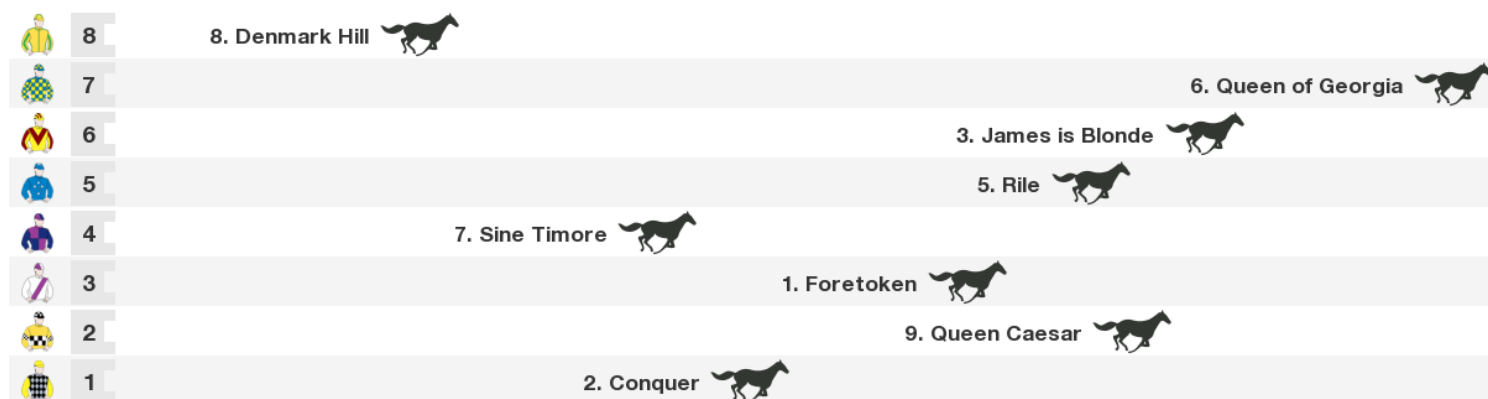 8 8. Denmark Hill
7 6. Queen of Georgia
6 3. James is Blonde
5 5. Rile
4 7. Sine Timore
3 1. Foretoken
2 9. Queen Caesar
1 2. Conquer